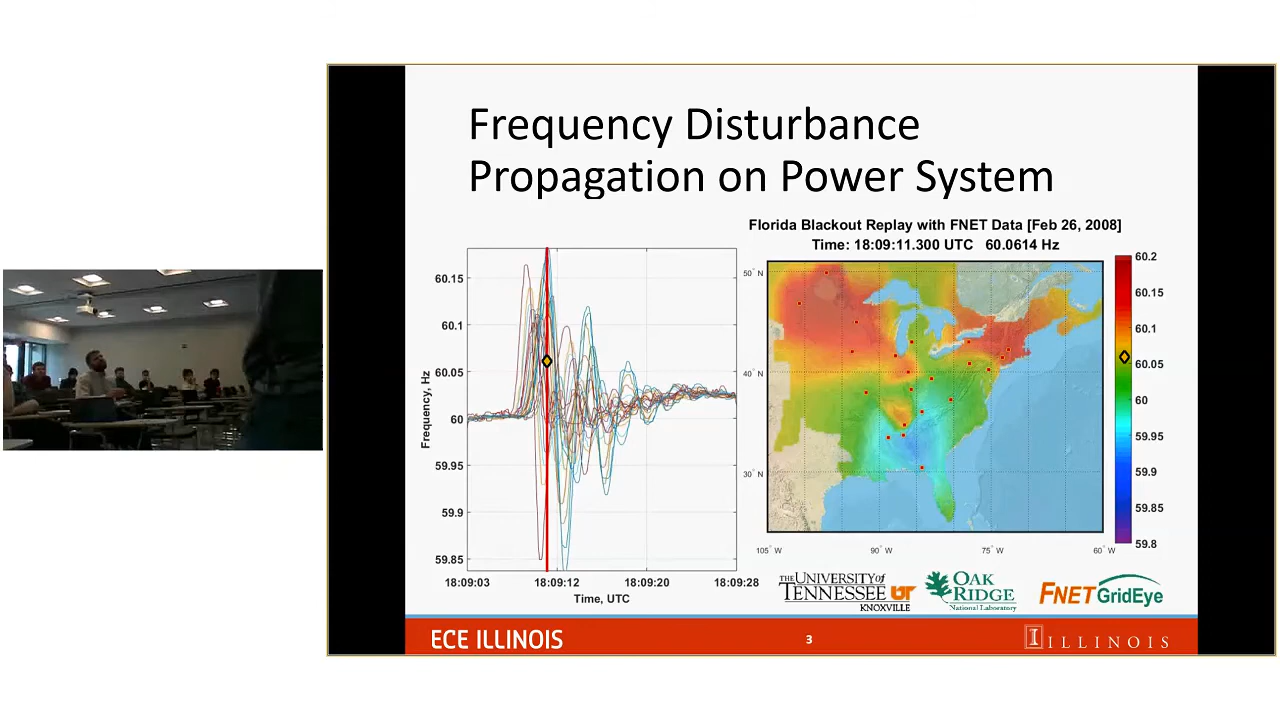 Frequency Disturbance
Propagation on Power System
Florida Blackout Replay with FNET Data [Feb 26, 2008]
Time: 18:09:11.300 UTC 60.0614 Hz
Frequency, Hz
60.15
60.1
60.05
60
59.95
59.9
59.85
18:09:03 18:09:12 18:09:20 18:09:28
Time, UTC
50° N
40° N
30° N
105° W 90° W 75° W 60° W
60.2
60.15
60.1
60.05
60
59.95
59.9
59.85
59.8
THE UNIVERSITY of
TENNESSEE UT
KNOXVILLE
OAK
RIDGE
National Laboratory
FNET GridEye
ECE ILLINOIS
3
I ILLINOIS